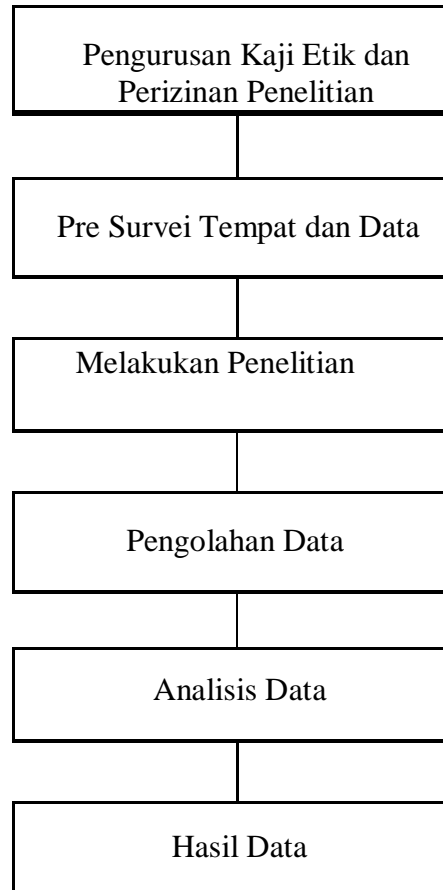 Pengurusan Kaji Etik dan
Perizinan Penelitian
Pre Survei Tempat dan Data
Melakukan Penelitian
Pengolahan Data
Analisis Data
Hasil Data